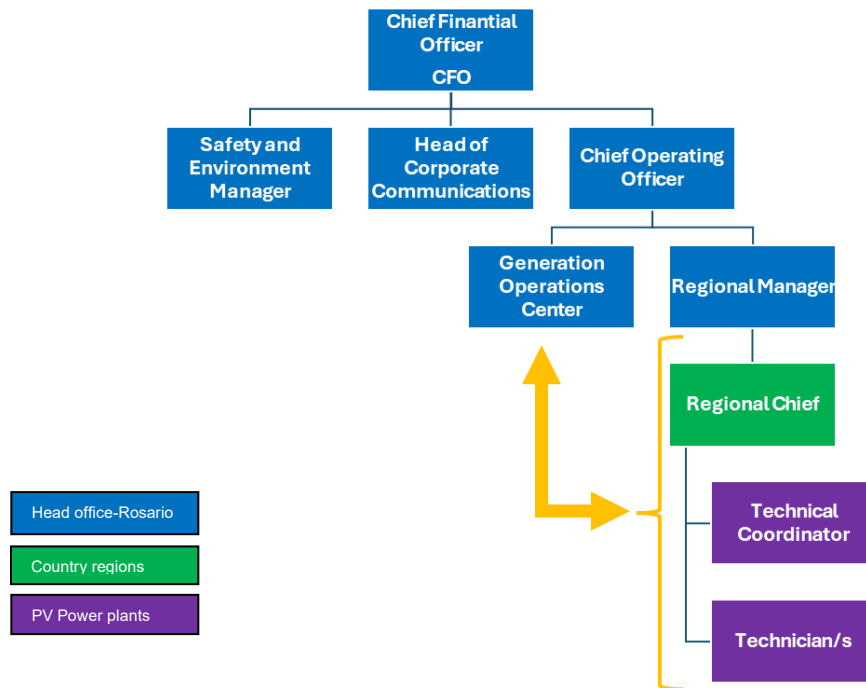 Chief Finantial
Officer
CFO
Safety and
Environment
Manager
Head of
Corporate
Communications
Chief Operating
Officer
Generation
Operations
Center
Regional Manager
Regional Chief
Technical
Coordinator
Technician/s
Head office-Rosario
Country regions
PV Power plants